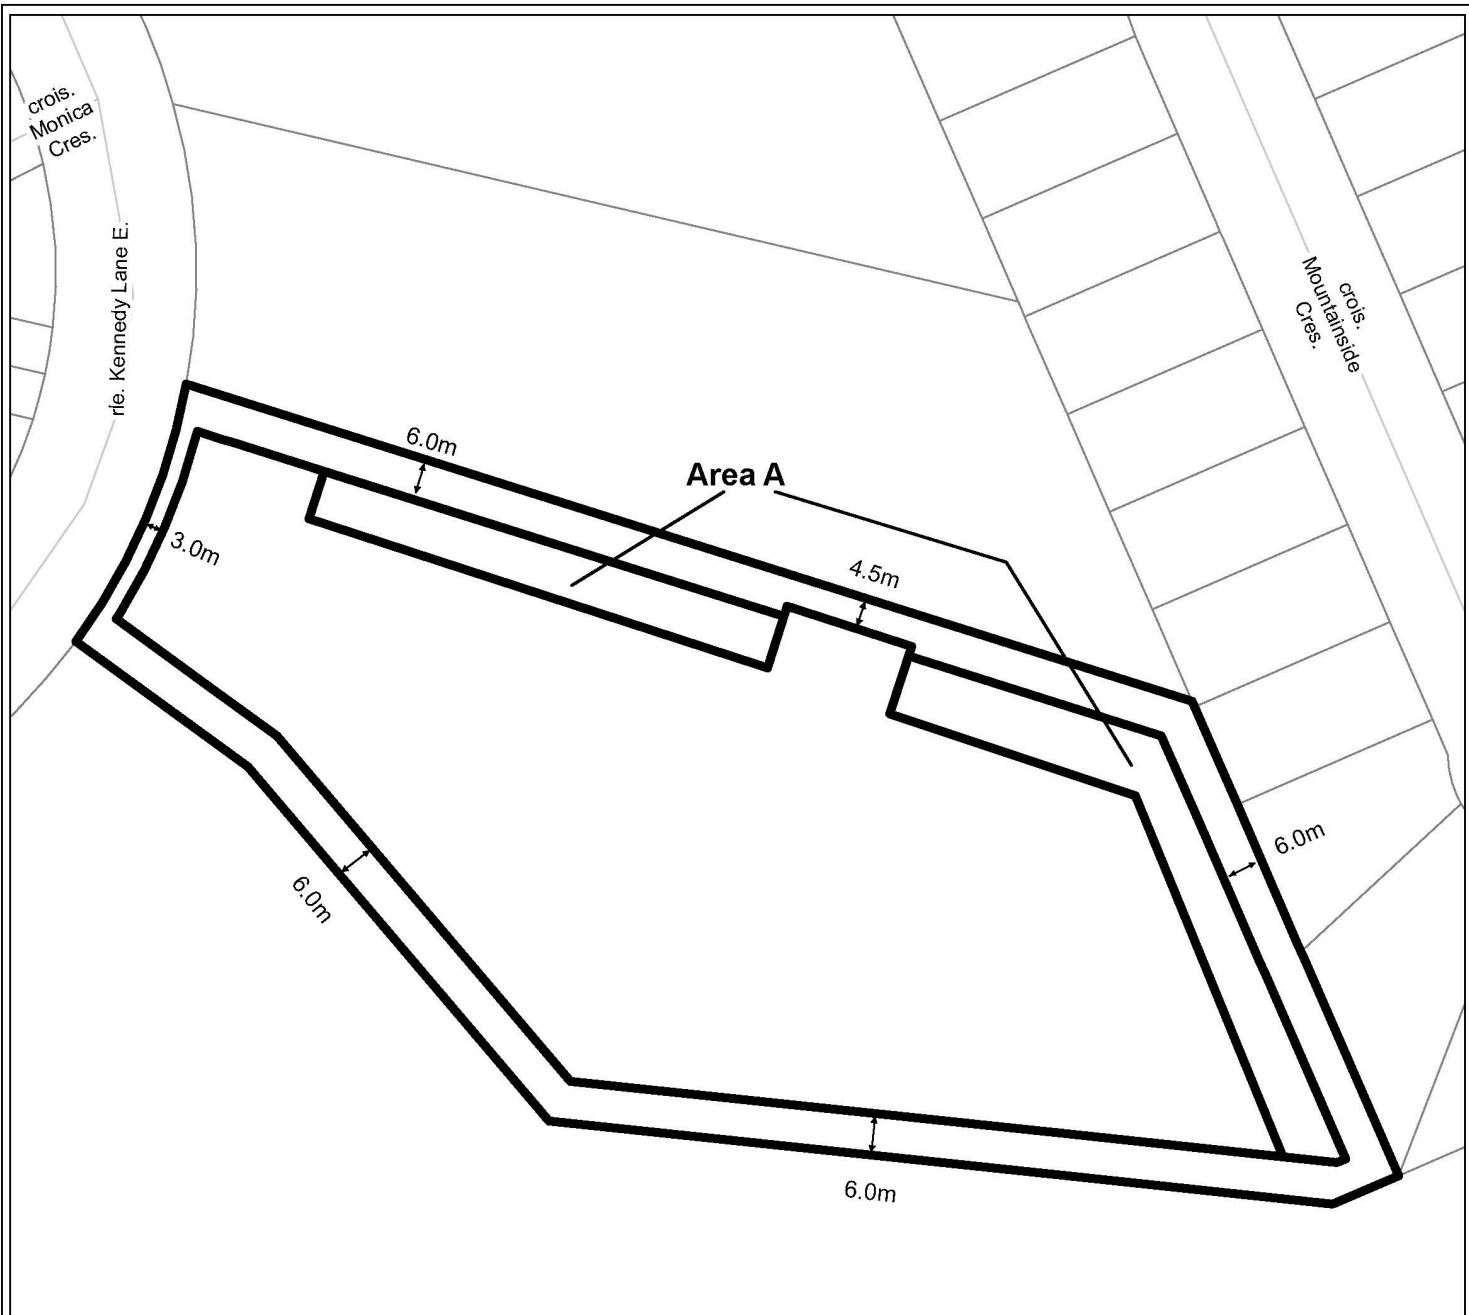 crois.
Monica
Cres.
rle. Kennedy Lane E.
crois.
Mountainside
Cres.
6.0m
Area A
3.0m
4.5m
6.0m
6.0m
6.0m